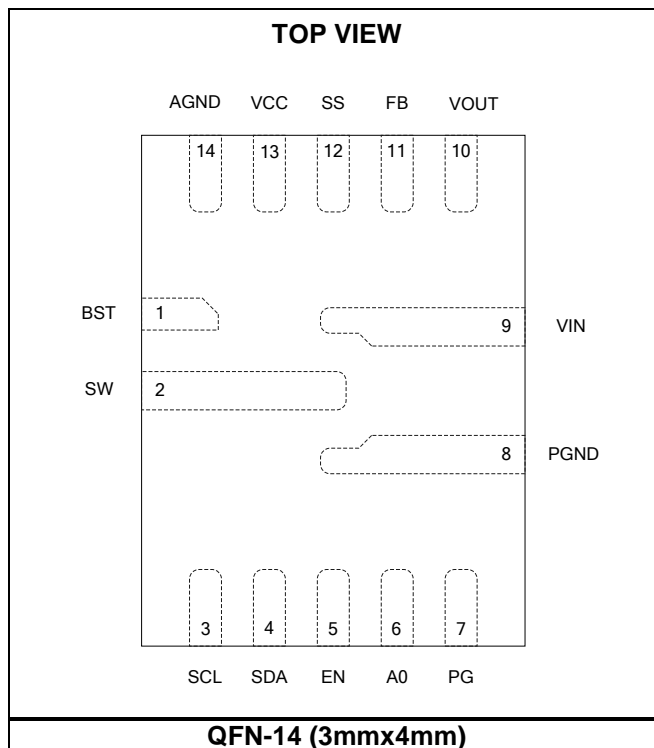 TOP VIEW
AGND VCC SS FB VOUT
14 13 12 11 10
BST 1 9 VIN
SW 2
8 PGND
3 4 5 6 7
SCL SDA EN A0 PG
QFN-14 (3mmx4mm)